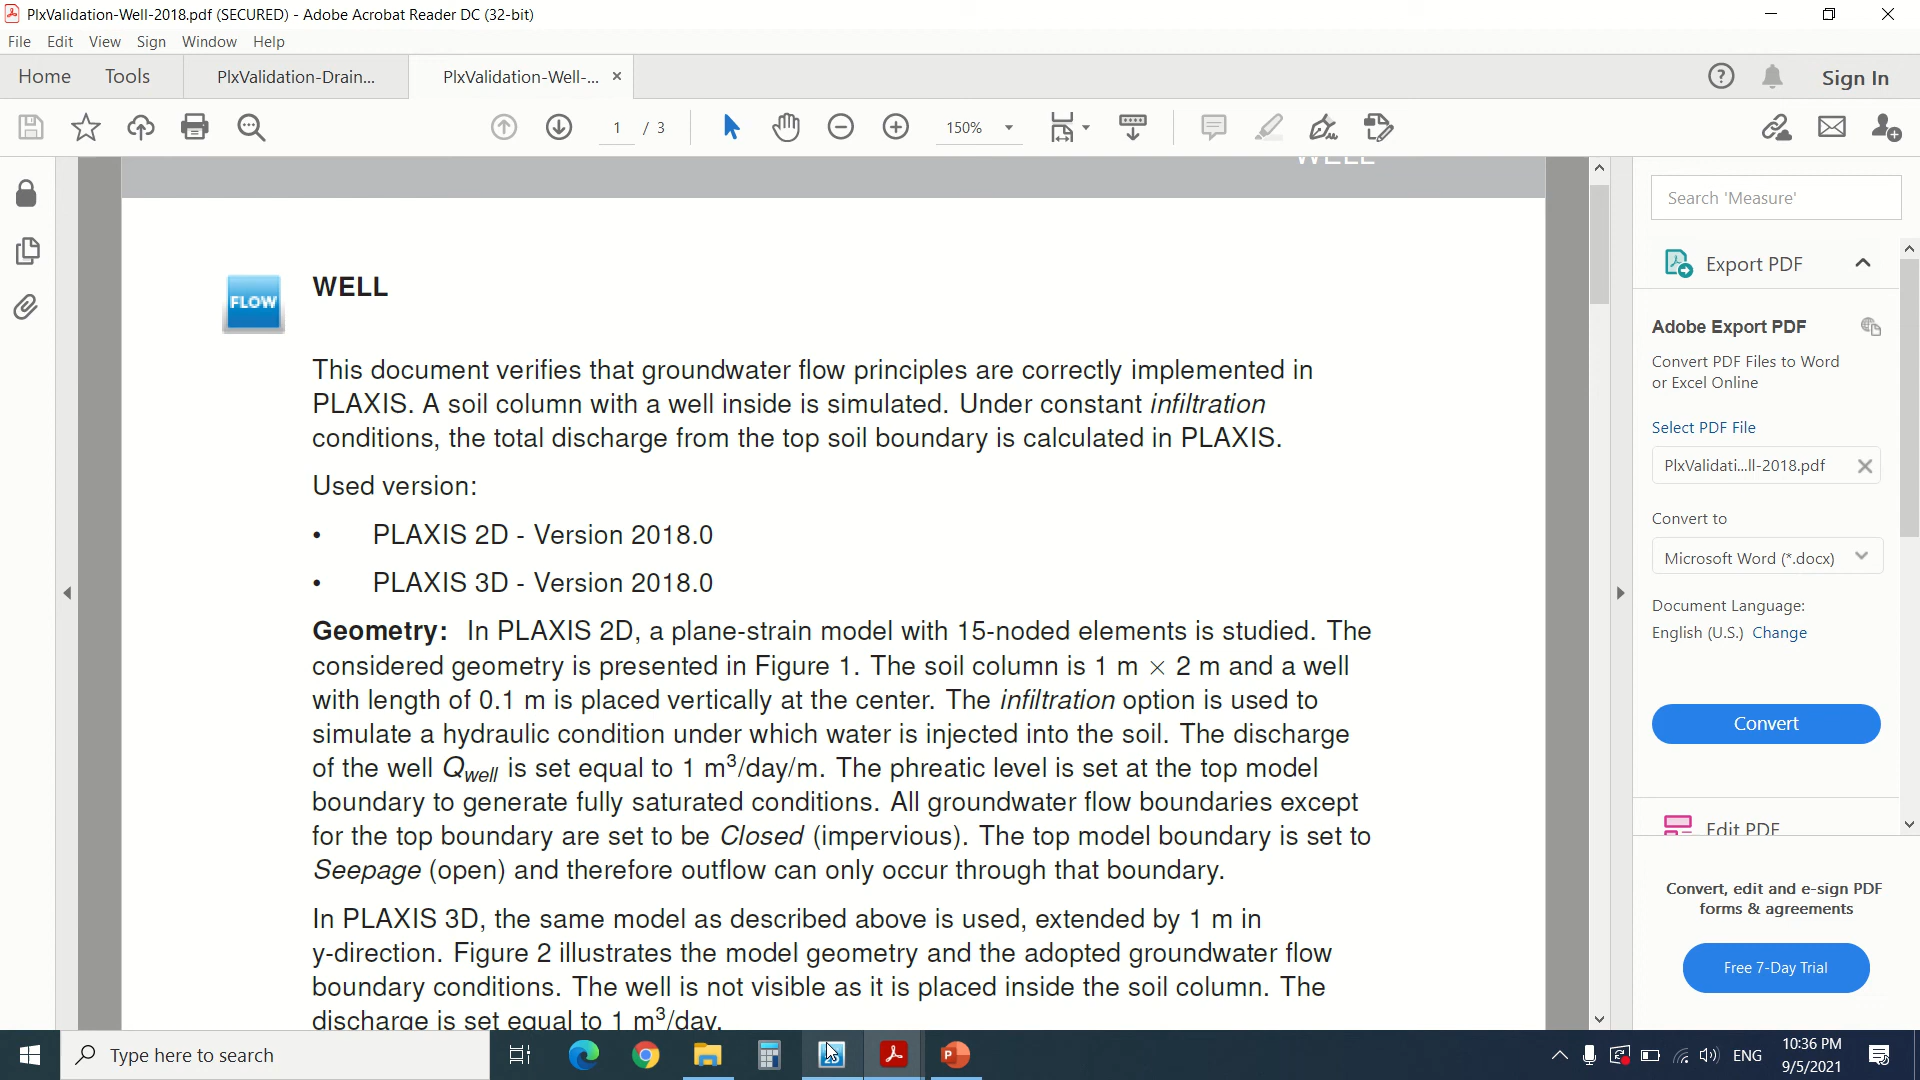 PlxValidation-Well-2018.pdf (SECURED) - Adobe Acrobat Reader DC (32-bit)
File Edit View Sign Window Help
Home Tools PlxValidation-Drain... PlxValidation-Well-... × Sign In
1 / 3 150%
WELL
FLOW WELL
This document verifies that groundwater flow principles are correctly implemented in
PLAXIS. A soil column with a well inside is simulated. Under constant infiltration
conditions, the total discharge from the top soil boundary is calculated in PLAXIS.
Used version:
• PLAXIS 2D - Version 2018.0
• PLAXIS 3D - Version 2018.0
Geometry: In PLAXIS 2D, a plane-strain model with 15-noded elements is studied. The
considered geometry is presented in Figure 1. The soil column is 1 m × 2 m and a well
with length of 0.1 m is placed vertically at the center. The infiltration option is used to
simulate a hydraulic condition under which water is injected into the soil. The discharge
of the well Qwell is set equal to 1 m³/day/m. The phreatic level is set at the top model
boundary to generate fully saturated conditions. All groundwater flow boundaries except
for the top boundary are set to be Closed (impervious). The top model boundary is set to
Seepage (open) and therefore outflow can only occur through that boundary.
In PLAXIS 3D, the same model as described above is used, extended by 1 m in
y-direction. Figure 2 illustrates the model geometry and the adopted groundwater flow
boundary conditions. The well is not visible as it is placed inside the soil column. The
discharge is set equal to 1 m³/day.
Search 'Measure'
Export PDF
Adobe Export PDF
Convert PDF Files to Word
or Excel Online
Select PDF File
PlxValidati...ll-2018.pdf
Convert to
Microsoft Word (*.docx)
Document Language:
English (U.S.) Change
Convert
Edit PDF
Convert, edit and e-sign PDF
forms & agreements
Free 7-Day Trial
Type here to search
ENG
10:36 PM
9/5/2021